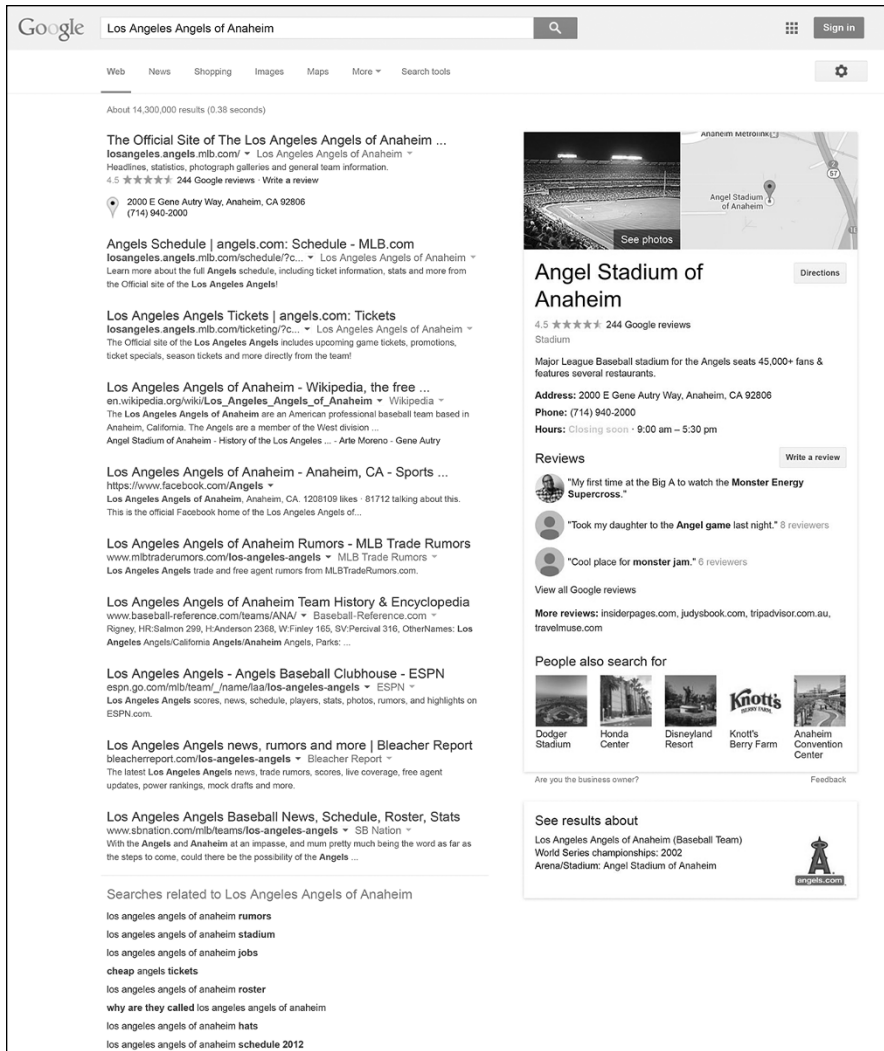 Google
Los Angeles Angels of Anaheim
Sign in
Web News Shopping Images Maps More Search tools
About 14,300,000 results (0.38 seconds)
The Official Site of The Los Angeles Angels of Anaheim ...
losangeles.angels.mlb.com/ Los Angeles Angels of Anaheim
Headlines, statistics, photograph galleries and general team information.
4.5 ★★★★★ 244 Google reviews · Write a review
2000 E Gene Autry Way, Anaheim, CA 92806
(714) 940-2000
Angels Schedule | angels.com: Schedule - MLB.com
losangeles.angels.mlb.com/schedule/?c... Los Angeles Angels of Anaheim
Learn more about the full Angels schedule, including ticket information, stats and more from
the Official site of the Los Angeles Angels!
Los Angeles Angels Tickets | angels.com: Tickets
losangeles.angels.mlb.com/ticketing/?c... Los Angeles Angels of Anaheim
The Official site of the Los Angeles Angels includes upcoming game tickets, promotions,
ticket specials, season tickets and more directly from the team!
Los Angeles Angels of Anaheim - Wikipedia, the free ...
en.wikipedia.org/wiki/Los_Angeles_Angels_of_Anaheim Wikipedia
The Los Angeles Angels of Anaheim are an American professional baseball team based in
Anaheim, California. The Angels are a member of the West division ...
Angel Stadium of Anaheim - History of the Los Angeles ... - Arte Moreno - Gene Autry
Los Angeles Angels of Anaheim - Anaheim, CA - Sports ...
https://www.facebook.com/Angels
Los Angeles Angels of Anaheim, Anaheim, CA. 1208109 likes · 81712 talking about this.
This is the official Facebook home of the Los Angeles Angels of...
Los Angeles Angels of Anaheim Rumors - MLB Trade Rumors
www.mlbtraderumors.com/los-angeles-angels MLB Trade Rumors
Los Angeles Angels trade and free agent rumors from MLBTradeRumors.com.
Los Angeles Angels of Anaheim Team History & Encyclopedia
www.baseball-reference.com/teams/ANA/ Baseball-Reference.com
Rigney, HR:Salmon 299, H:Anderson 2368, W:Finley 165, SV:Percival 316, OtherNames: Los
Angeles Angels/California Angels/Anaheim Angels, Parks: ...
Los Angeles Angels - Angels Baseball Clubhouse - ESPN
espn.go.com/mlb/team/_/name/laa/los-angeles-angels ESPN
Los Angeles Angels scores, news, schedule, players, stats, photos, rumors, and highlights on
ESPN.com.
Los Angeles Angels news, rumors and more | Bleacher Report
bleacherreport.com/los-angeles-angels Bleacher Report
The latest Los Angeles Angels news, trade rumors, scores, live coverage, free agent
updates, power rankings, mock drafts and more.
Los Angeles Angels Baseball News, Schedule, Roster, Stats
www.sbnation.com/mlb/teams/los-angeles-angels SB Nation
With the Angels and Anaheim at an impasse, and mum pretty much being the word as far as
the steps to come, could there be the possibility of the Angels ...
Searches related to Los Angeles Angels of Anaheim
los angeles angels of anaheim rumors
los angeles angels of anaheim stadium
los angeles angels of anaheim jobs
cheap angels tickets
los angeles angels of anaheim roster
why are they called los angeles angels of anaheim
los angeles angels of anaheim hats
los angeles angels of anaheim schedule 2012
Anaheim Metrolink
57
Angel Stadium
of Anaheim
See photos
Angel Stadium of
Anaheim
Directions
4.5 ★★★★★ 244 Google reviews
Stadium
Major League Baseball stadium for the Angels seats 45,000+ fans &
features several restaurants.
Address: 2000 E Gene Autry Way, Anaheim, CA 92806
Phone: (714) 940-2000
Hours: Closing soon · 9:00 am – 5:30 pm
Reviews
Write a review
"My first time at the Big A to watch the Monster Energy
Supercross."
"Took my daughter to the Angel game last night." 8 reviewers
"Cool place for monster jam." 6 reviewers
View all Google reviews
More reviews: insiderpages.com, judysbook.com, tripadvisor.com.au,
travelmuse.com
People also search for
Knott's
BERRY FARM
Dodger
Stadium
Honda
Center
Disneyland
Resort
Knott's
Berry Farm
Anaheim
Convention
Center
Are you the business owner?
Feedback
See results about
Los Angeles Angels of Anaheim (Baseball Team)
World Series championships: 2002
Arena/Stadium: Angel Stadium of Anaheim
A
angels.com